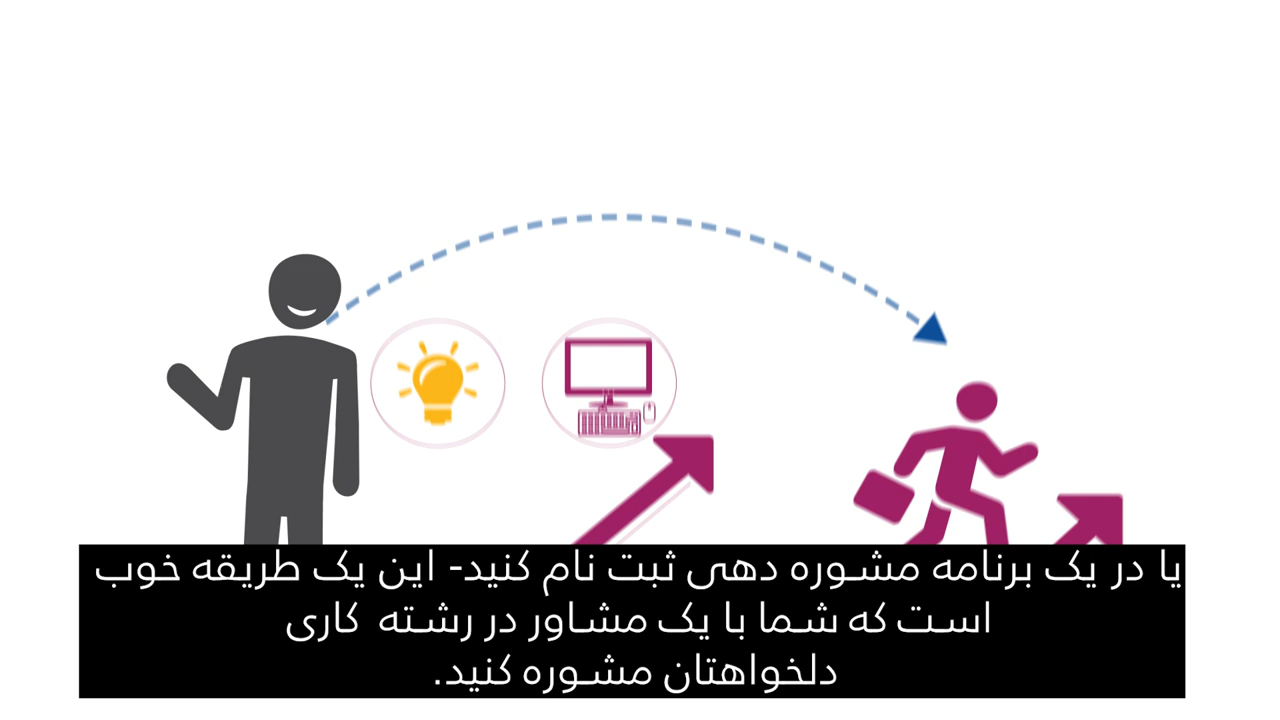 یا در یک برنامه مشوره دهی ثبت نام کنید- این یک طریقه خوب
است که شما با یک مشاور در رشته کاری
دلخواهتان مشوره کنید.